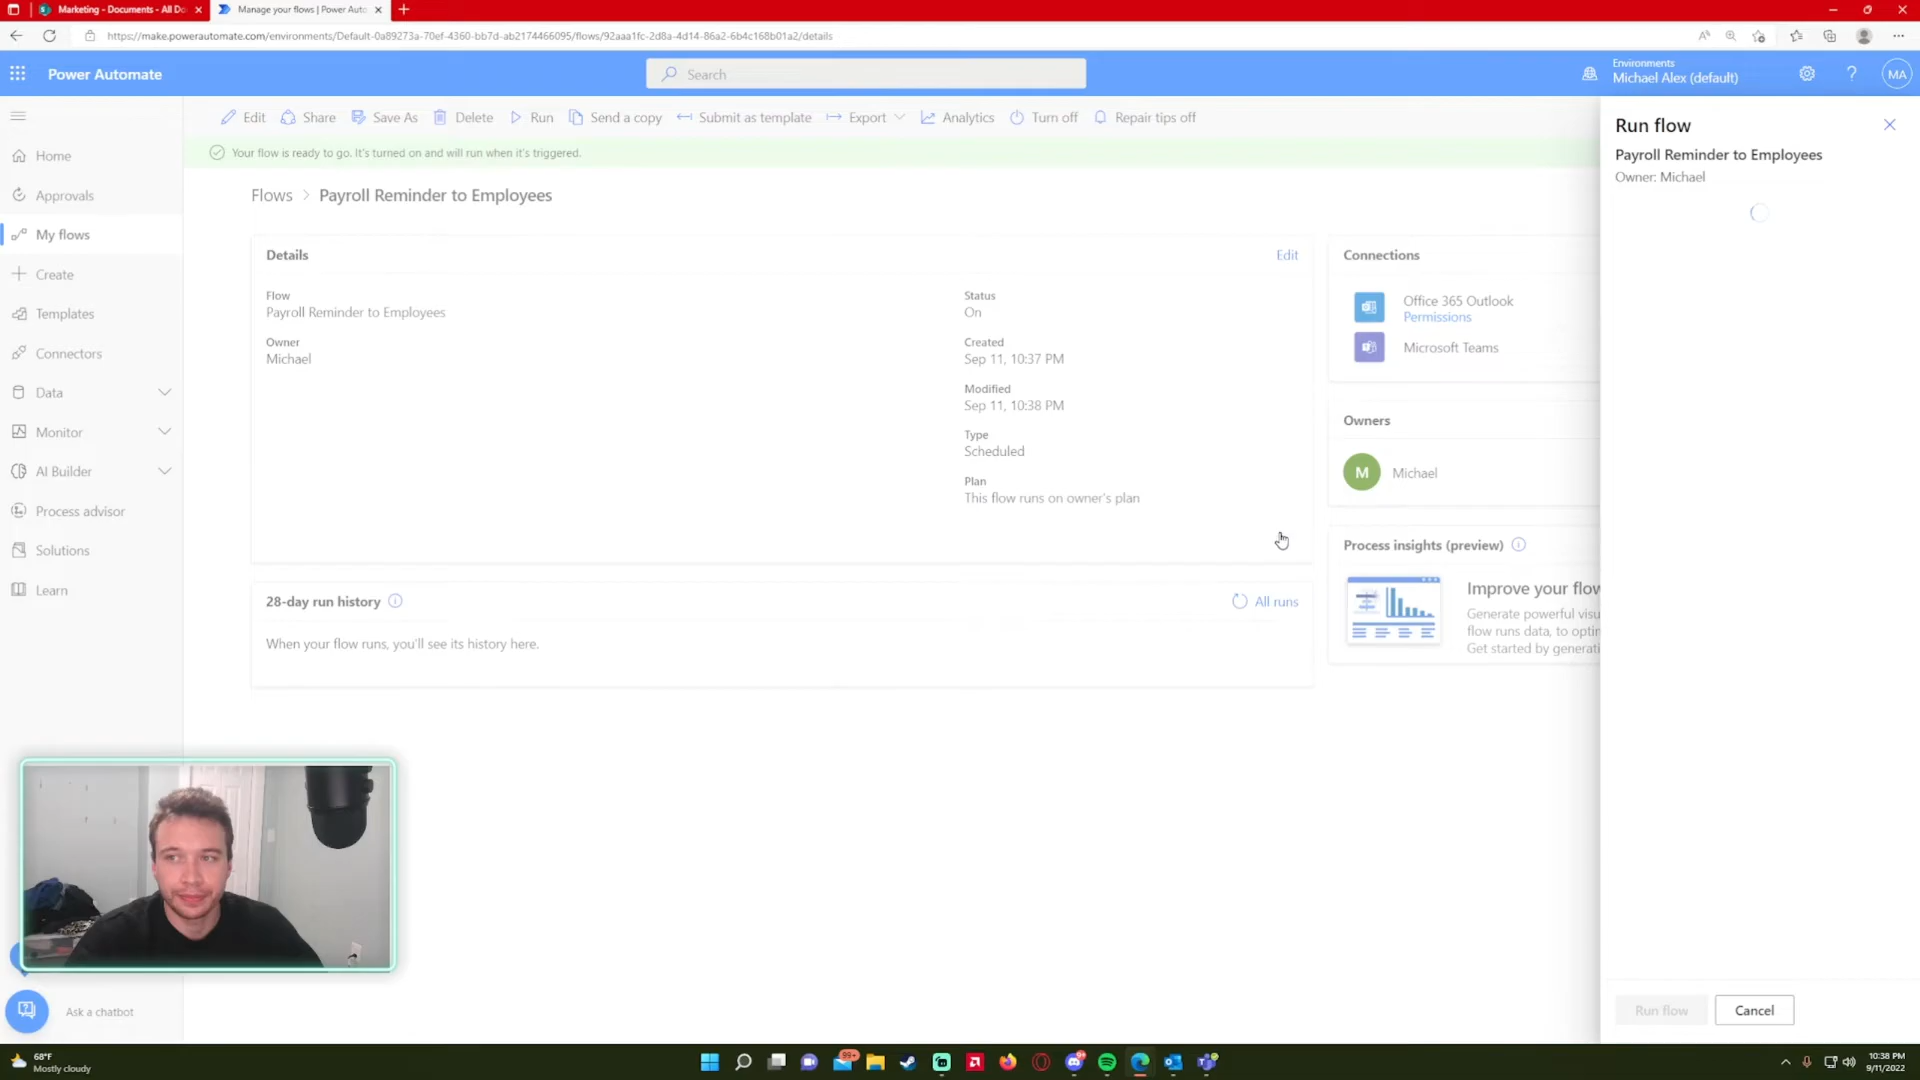 Marketing - Documents - All Do
Manage your flows | Power Auto
https://make.powerautomate.com/environments/Default-0a89273a-70ef-4360-bb7d-ab2174466095/flows/92aaa1fc-2d8a-4d14-86a2-6b4c168b01a2/details
Power Automate
Search
Environments
Michael Alex (default)
MA
Edit
Share
Save As
Delete
Run
Send a copy
Submit as template
Export
Analytics
Turn off
Repair tips off
Your flow is ready to go. It's turned on and will run when it's triggered.
Home
Approvals
My flows
Create
Templates
Connectors
Data
Monitor
AI Builder
Process advisor
Solutions
Learn
Ask a chatbot
Flows > Payroll Reminder to Employees
Details
Edit
Flow
Payroll Reminder to Employees
Owner
Michael
Status
On
Created
Sep 11, 10:37 PM
Modified
Sep 11, 10:38 PM
Type
Scheduled
Plan
This flow runs on owner's plan
28-day run history
All runs
When your flow runs, you'll see its history here.
Connections
Office 365 Outlook
Permissions
Microsoft Teams
Owners
M
Michael
Process insights (preview)
Improve your flow
Generate powerful visu
flow runs data, to optin
Get started by generati
Run flow
Payroll Reminder to Employees
Owner: Michael
Run flow
Cancel
68°F
Mostly cloudy
99+
10:38 PM
9/11/2022